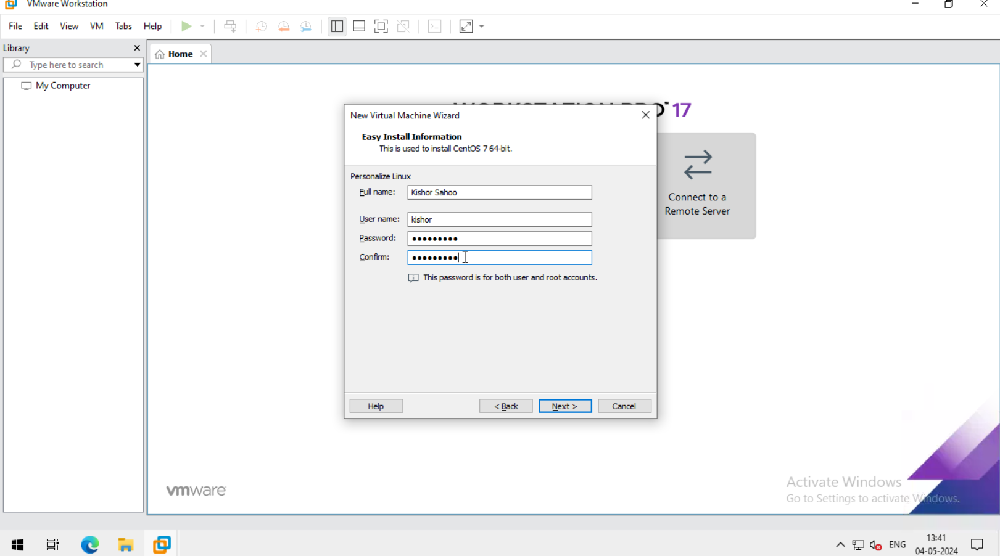 VMware Workstation
File Edit View VM Tabs Help
Library
Type here to search
My Computer
Home
17
New Virtual Machine Wizard
Easy Install Information
This is used to install CentOS 7 64-bit.
Personalize Linux
Full name: Kishor Sahoo
User name: kishor
Password: ●●●●●●●●●
Confirm: ●●●●●●●●●
This password is for both user and root accounts.
Help < Back Next > Cancel
Connect to a
Remote Server
vmware
Activate Windows
Go to Settings to activate Windows.
ENG
13:41
04-05-2024